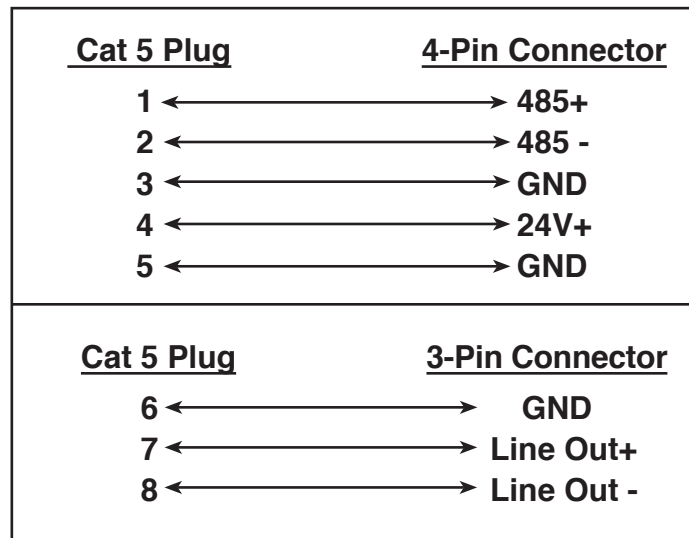 Cat 5 Plug 4-Pin Connector
1 485+
2 485 -
3 GND
4 24V+
5 GND
Cat 5 Plug 3-Pin Connector
6 GND
7 Line Out+
8 Line Out -